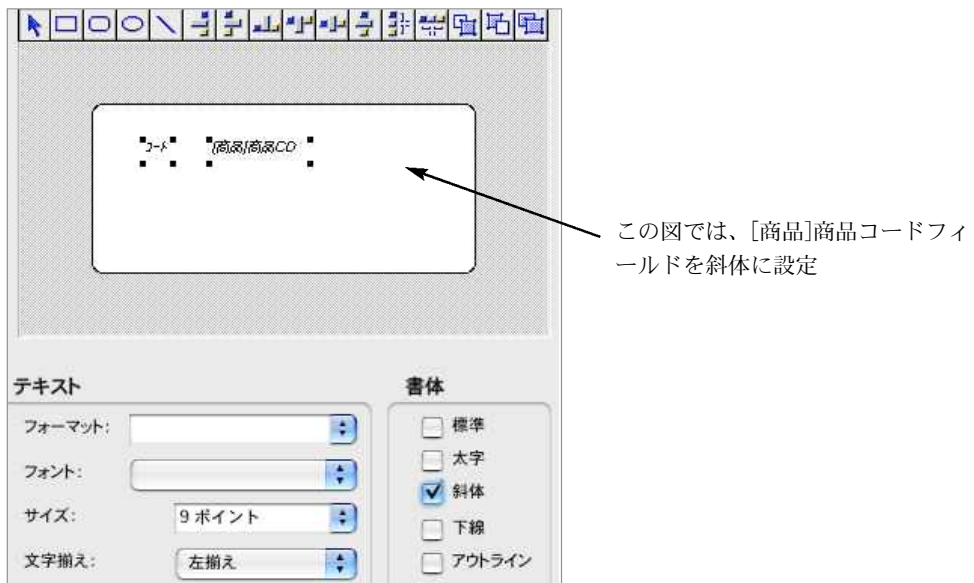 コード [商品]商品CD
この図では、[商品]商品コードフィ
ールドを斜体に設定
テキスト
フォーマット:
フォント:
サイズ: 9 ポイント
文字揃え: 左揃え
書体
標準
太字
斜体
下線
アウトライン